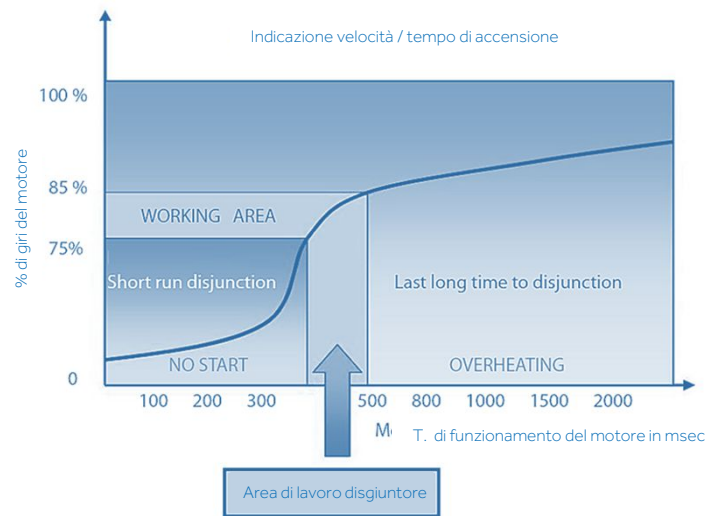 Indicazione velocità / tempo di accensione
100 %
% di giri del motore
85 %
WORKING AREA
75%
Short run disjunction
Last long time to disjunction
NO START
OVERHEATING
0
100 200 300 500 800 1000 1500 2000
T. di funzionamento del motore in msec
Area di lavoro disgiuntore